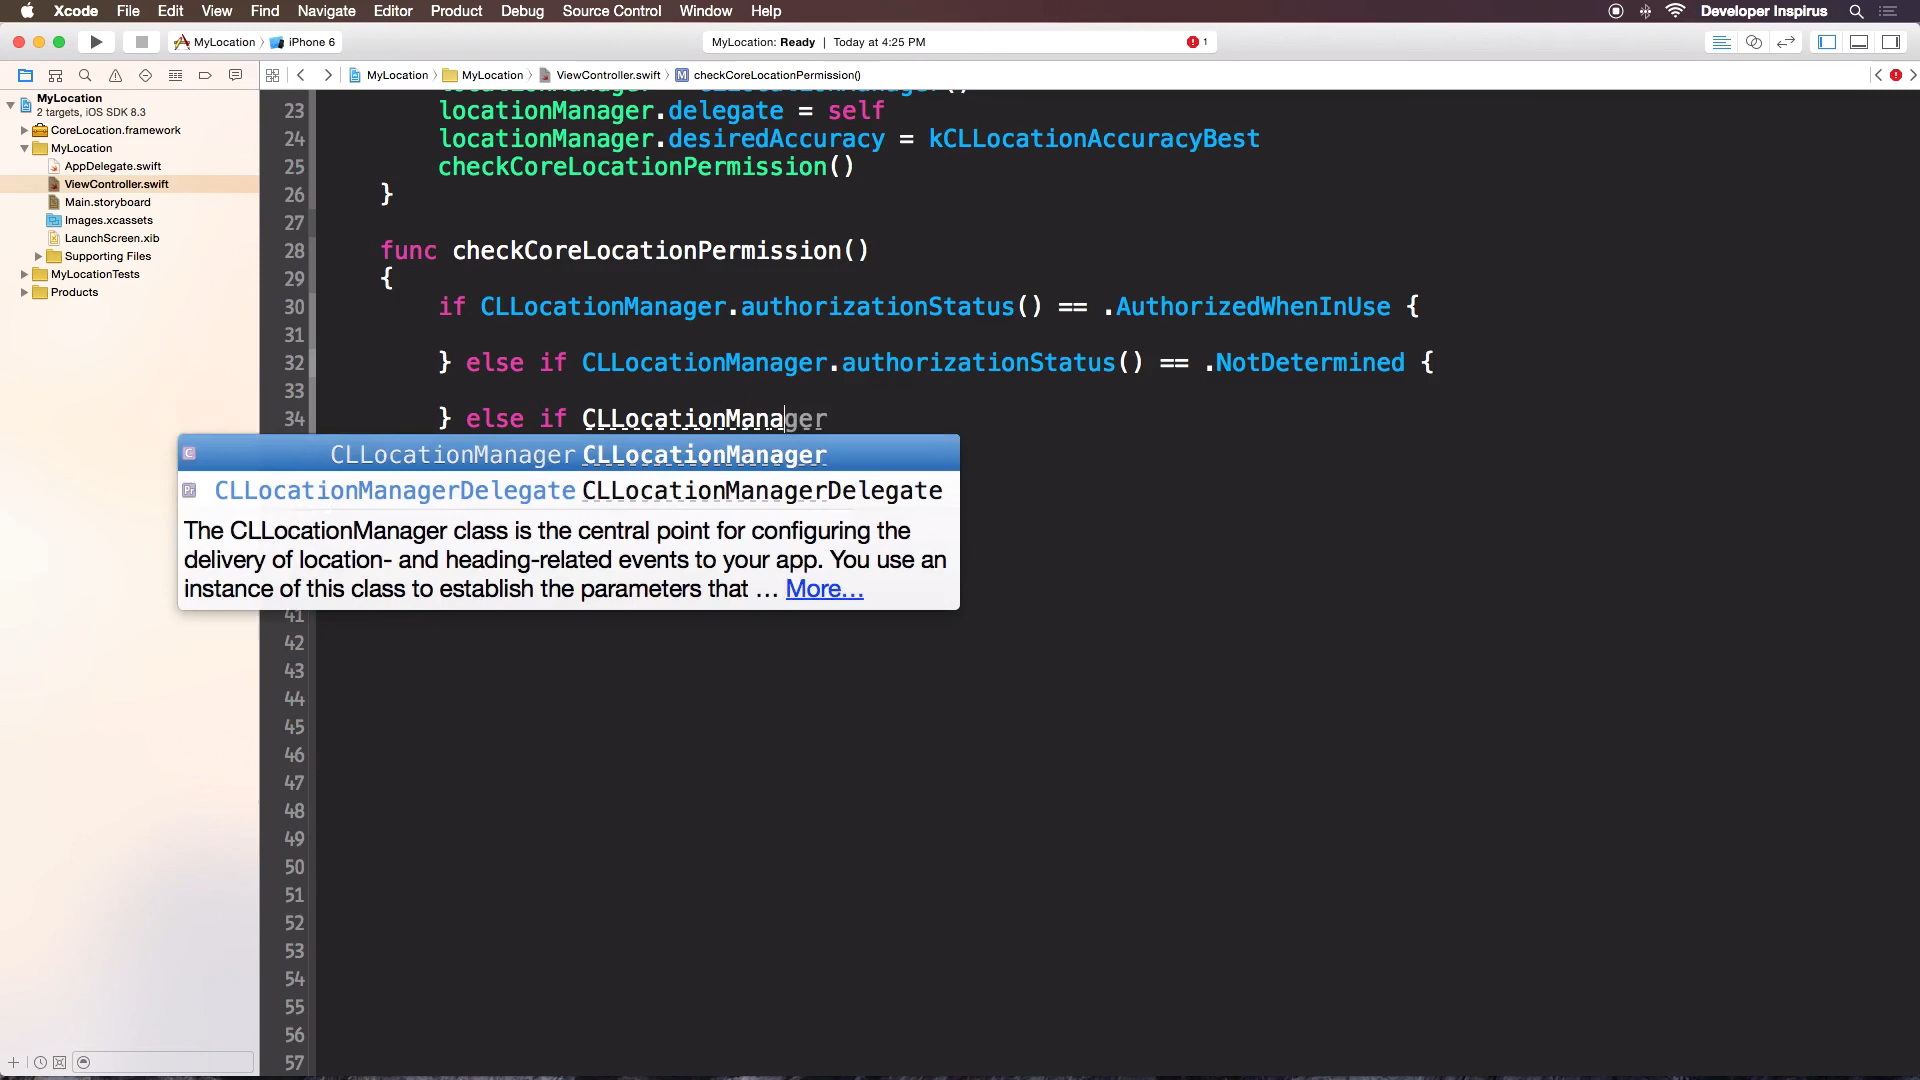 Xcode File Edit View Find Navigate Editor Product Debug Source Control Window Help Developer Inspirus
MyLocation iPhone 6 MyLocation: Ready | Today at 4:25 PM 1
MyLocation MyLocation ViewController.swift M checkCoreLocationPermission()
MyLocation
2 targets, iOS SDK 8.3
CoreLocation.framework
MyLocation
AppDelegate.swift
ViewController.swift
Main.storyboard
Images.xcassets
LaunchScreen.xib
Supporting Files
MyLocationTests
Products
23 locationManager.delegate = self
24 locationManager.desiredAccuracy = kCLLocationAccuracyBest
25 checkCoreLocationPermission()
26 }
27
28 func checkCoreLocationPermission()
29 {
30 if CLLocationManager.authorizationStatus() == .AuthorizedWhenInUse {
31
32 } else if CLLocationManager.authorizationStatus() == .NotDetermined {
33
34 } else if CLLocationManager
C CLLocationManager CLLocationManager
Pr CLLocationManagerDelegate CLLocationManagerDelegate
The CLLocationManager class is the central point for configuring the
delivery of location- and heading-related events to your app. You use an
instance of this class to establish the parameters that … More…
41
42
43
44
45
46
47
48
49
50
51
52
53
54
55
56
57